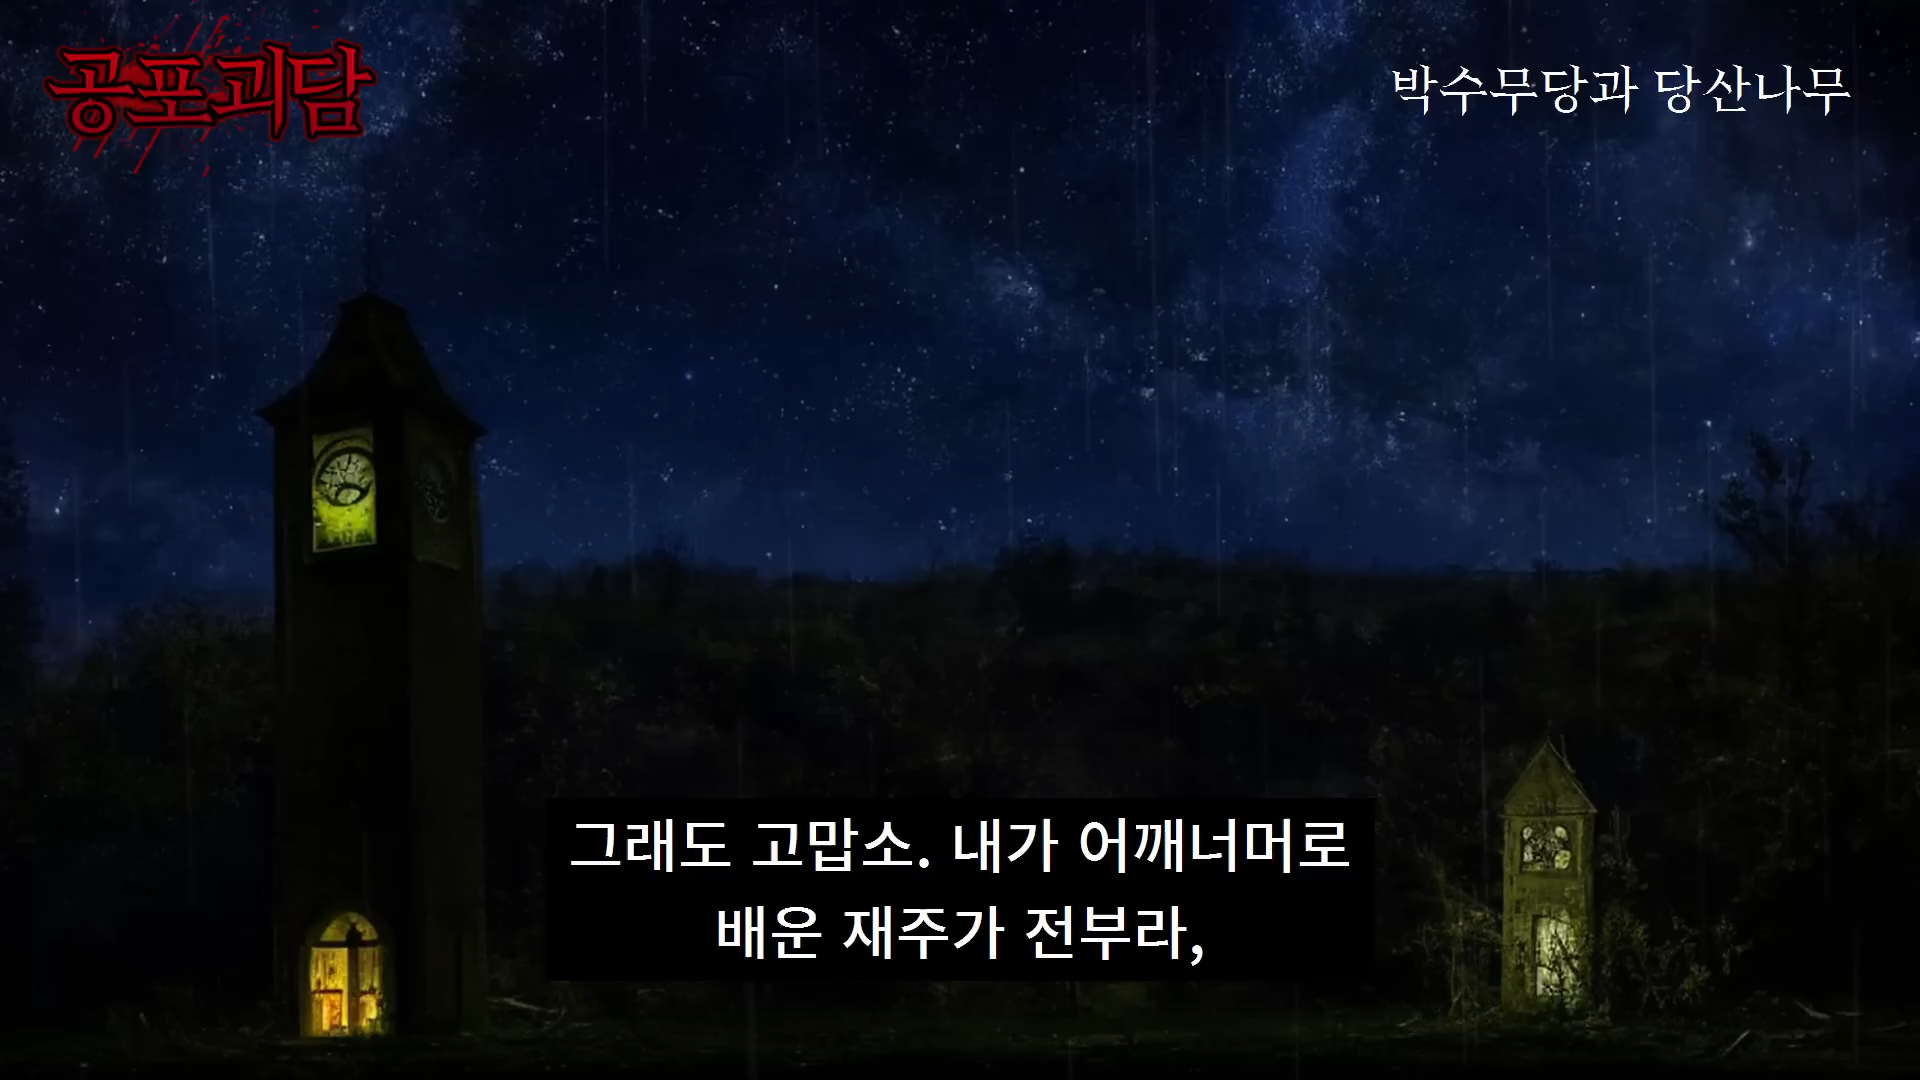 공포괴담
박수무당과 당산나무
그래도 고맙소. 내가 어깨너머로
배운 재주가 전부라,